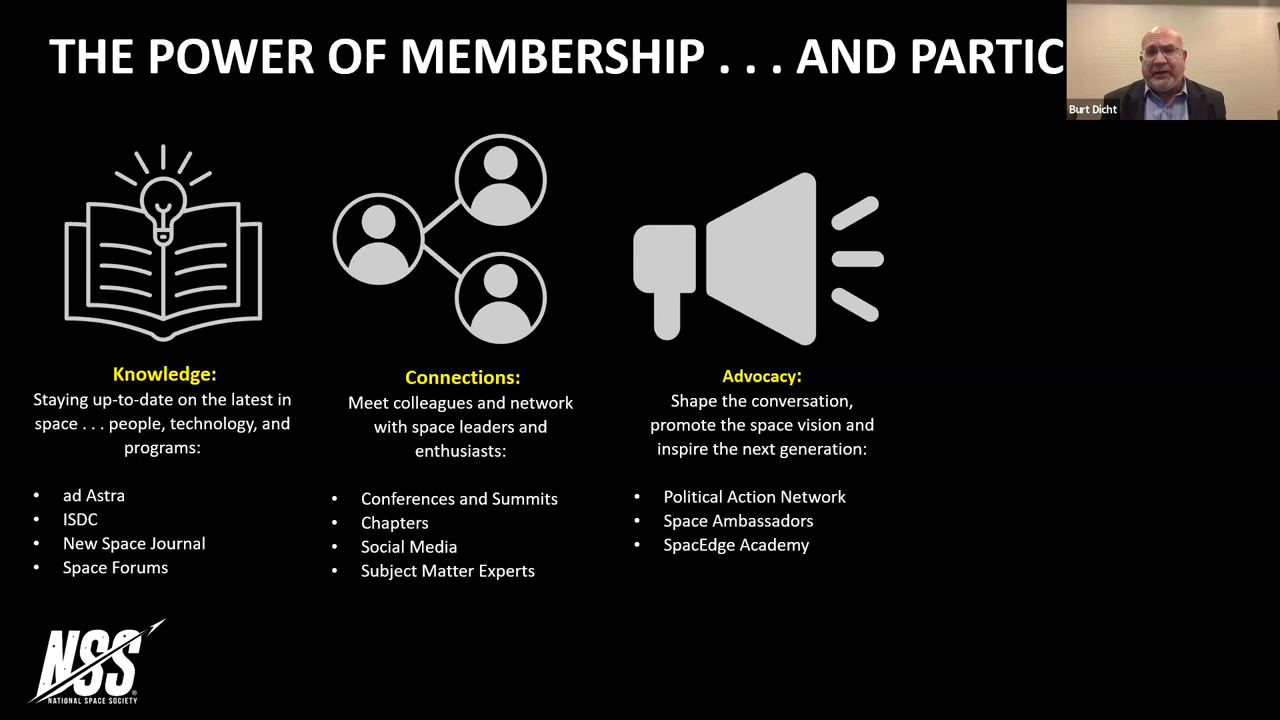 THE POWER OF MEMBERSHIP . . . AND PARTIC
Burt Dicht
Knowledge:
Staying up-to-date on the latest in
space . . . people, technology, and
programs:
• ad Astra
• ISDC
• New Space Journal
• Space Forums
Connections:
Meet colleagues and network
with space leaders and
enthusiasts:
• Conferences and Summits
• Chapters
• Social Media
• Subject Matter Experts
Advocacy:
Shape the conversation,
promote the space vision and
inspire the next generation:
• Political Action Network
• Space Ambassadors
• SpacEdge Academy
NSS
NATIONAL SPACE SOCIETY